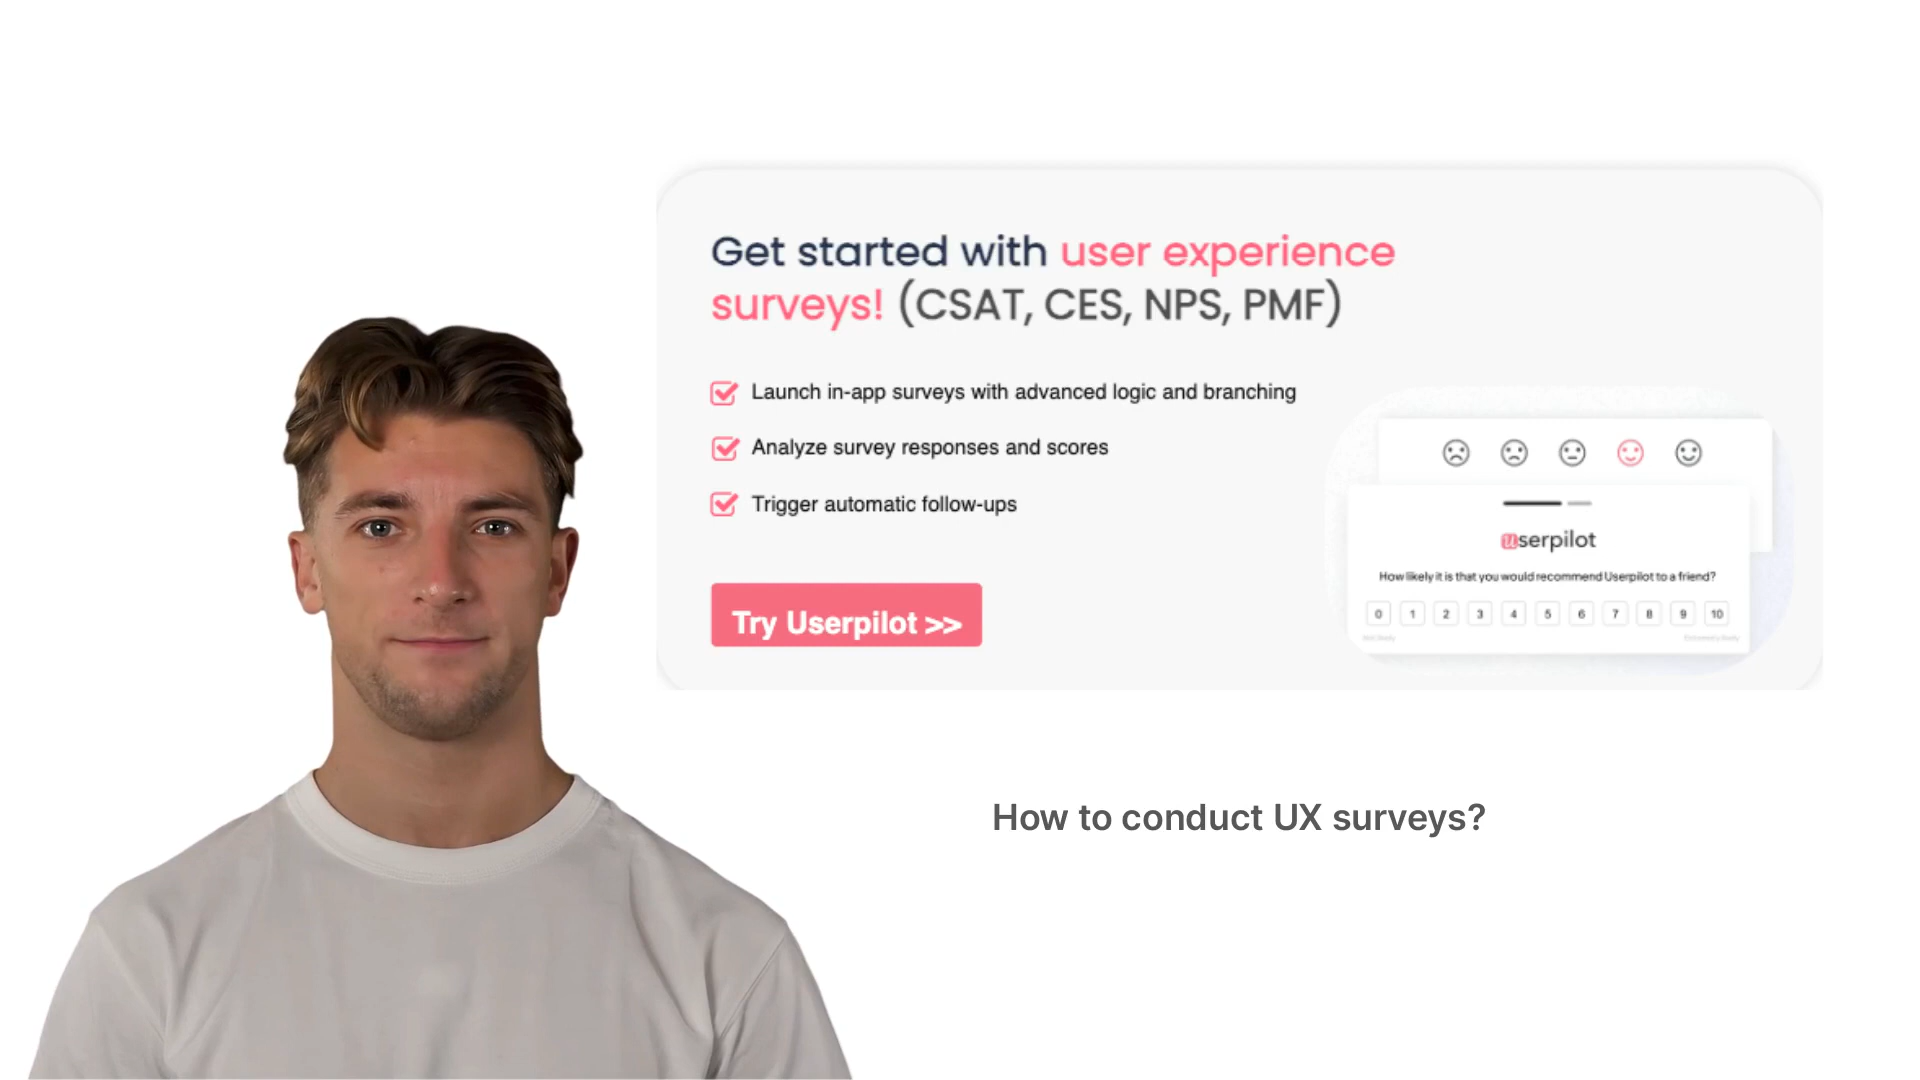 Get started with user experience
surveys! (CSAT, CES, NPS, PMF)
Launch in-app surveys with advanced logic and branching
Analyze survey responses and scores
Trigger automatic follow-ups
Try Userpilot >>
userpilot
How likely it is that you would recommend Userpilot to a friend?
0 1 2 3 4 5 6 7 8 9 10
How to conduct UX surveys?